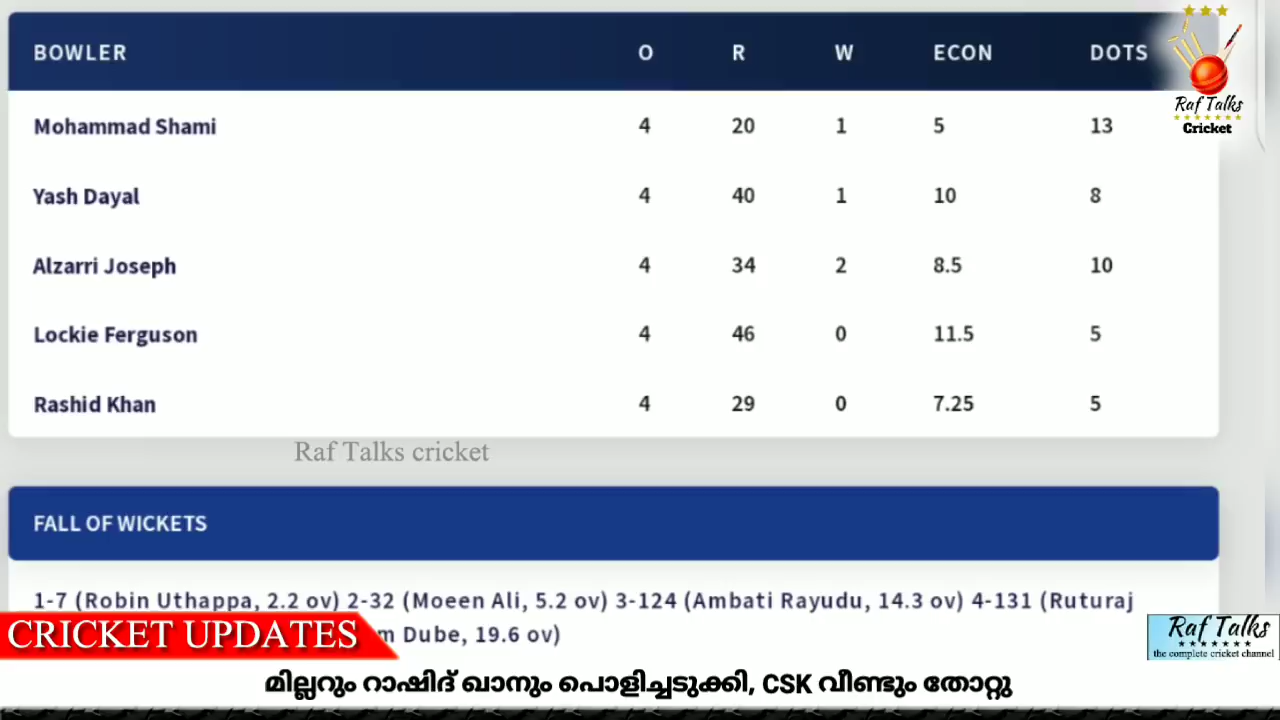 BOWLER O R W ECON DOTS
Raf Talks
Cricket
Mohammad Shami 4 20 1 5 13
Yash Dayal 4 40 1 10 8
Alzarri Joseph 4 34 2 8.5 10
Lockie Ferguson 4 46 0 11.5 5
Rashid Khan 4 29 0 7.25 5
Raf Talks cricket
FALL OF WICKETS
1-7 (Robin Uthappa, 2.2 ov) 2-32 (Moeen Ali, 5.2 ov) 3-124 (Ambati Rayudu, 14.3 ov) 4-131 (Ruturaj
Dube, 19.6 ov)
CRICKET UPDATES
Raf Talks
the complete cricket channel
മില്ലറും റാഷിദ് ഖാനും പൊളിച്ചടുക്കി, CSK വീണ്ടും തോറ്റു